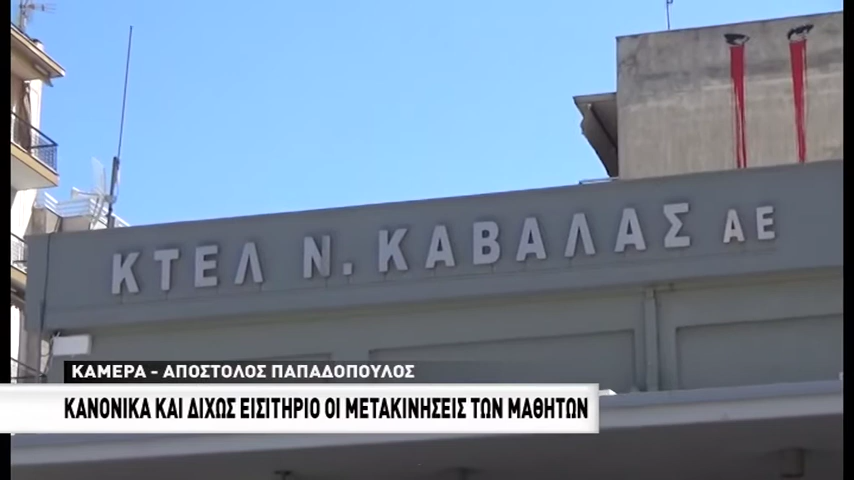 ΚΤΕΛ Ν. ΚΑΒΑΛΑΣ ΑΕ
ΚΑΜΕΡΑ - ΑΠΟΣΤΟΛΟΣ ΠΑΠΑΔΟΠΟΥΛΟΣ
ΚΑΝΟΝΙΚΑ ΚΑΙ ΔΙΧΩΣ ΕΙΣΙΤΗΡΙΟ ΟΙ ΜΕΤΑΚΙΝΗΣΕΙΣ ΤΩΝ ΜΑΘΗΤΩΝ